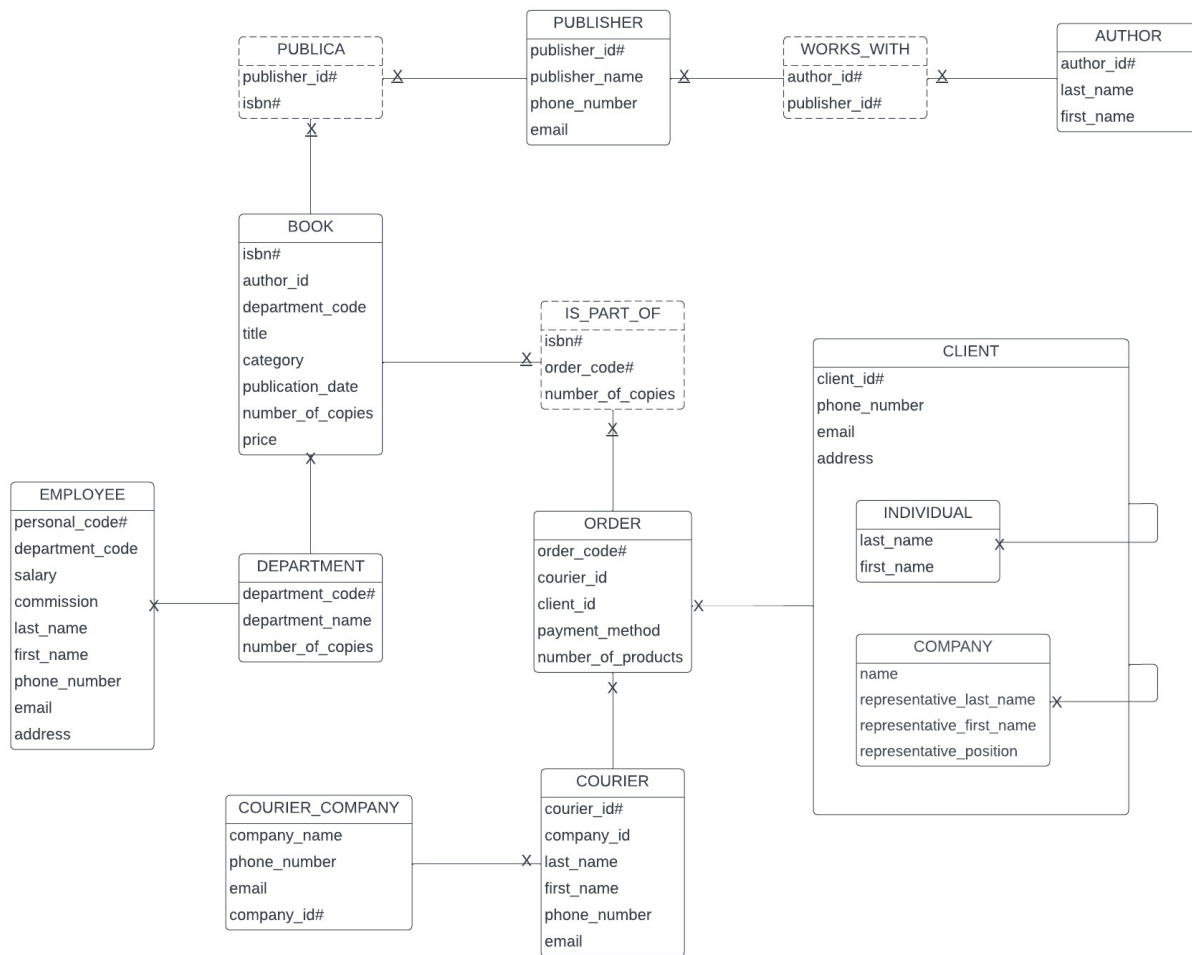 PUBLISHER
publisher_id#
publisher_name
phone_number
email
PUBLICA
publisher_id#
isbn#
WORKS_WITH
author_id#
publisher_id#
AUTHOR
author_id#
last_name
first_name
X
X
X
X
BOOK
isbn#
author_id
department_code
title
category
publication_date
number_of_copies
price
IS_PART_OF
isbn#
order_code#
number_of_copies
X
X
X
CLIENT
client_id#
phone_number
email
address
INDIVIDUAL
last_name
first_name
X
COMPANY
name
representative_last_name
representative_first_name
representative_position
X
EMPLOYEE
personal_code#
department_code
salary
commission
last_name
first_name
phone_number
email
address
X
DEPARTMENT
department_code#
department_name
number_of_copies
ORDER
order_code#
courier_id
client_id
payment_method
number_of_products
X
X
COURIER_COMPANY
company_name
phone_number
email
company_id#
X
COURIER
courier_id#
company_id
last_name
first_name
phone_number
email